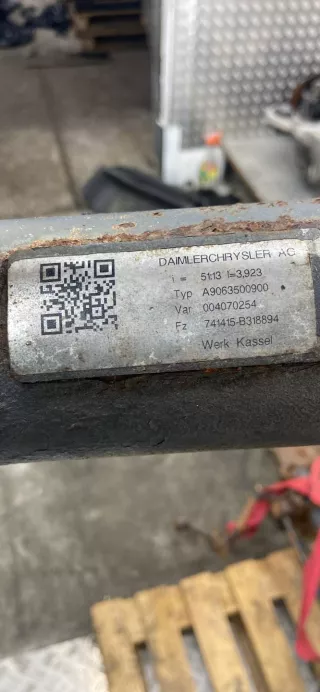 DAIMLERCHRYSLER AG
i = 51:13 I=3,923
Typ A9063500900
Var 004070254
Fz 741415-B318894
Werk Kassel